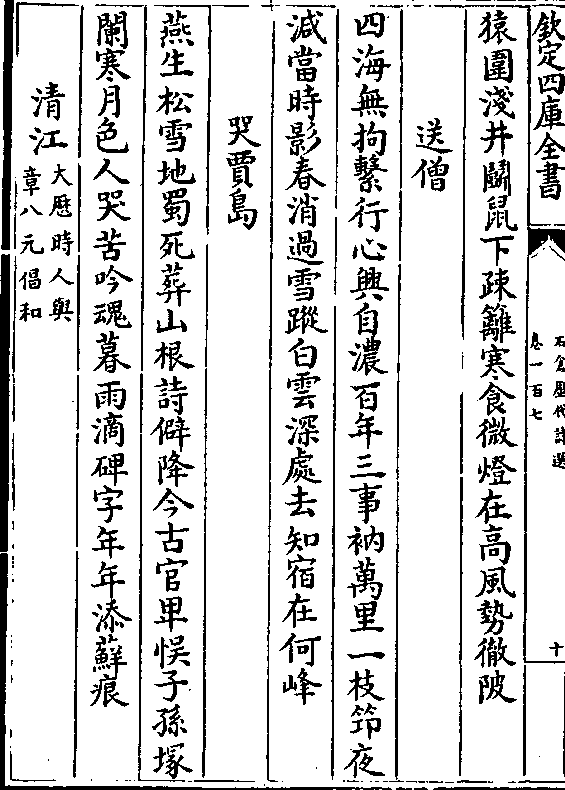 欽定四庫全書
石倉歷代詩選
卷一百七
十
猿圍淺井鬬鼠下疎籬寒食微燈在高風勢徹陂
送僧
四海無拘繫行心興自濃百年三事衲萬里一枝筇夜
減當時影春消過雪蹤白雲深處去知宿在何峰
哭賈島
燕生松雪地蜀死葬山根詩僻降今古官卑悮子孫塚
闌寒月色人哭苦吟魂暮雨滴碑字年年添蘚痕
清江
大厯時人與
章八元倡和